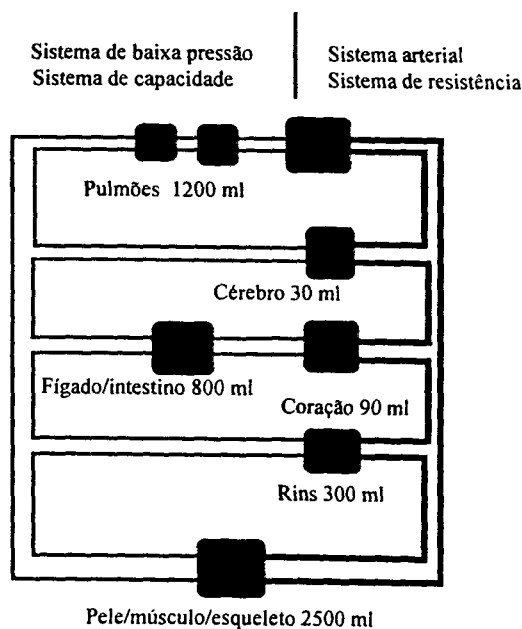 Sistema de baixa pressão
Sistema de capacidade
Sistema arterial
Sistema de resistência
Pulmões 1200 ml
Cérebro 30 ml
Fígado/intestino 800 ml
Coração 90 ml
Rins 300 ml
Pele/músculo/esqueleto 2500 ml